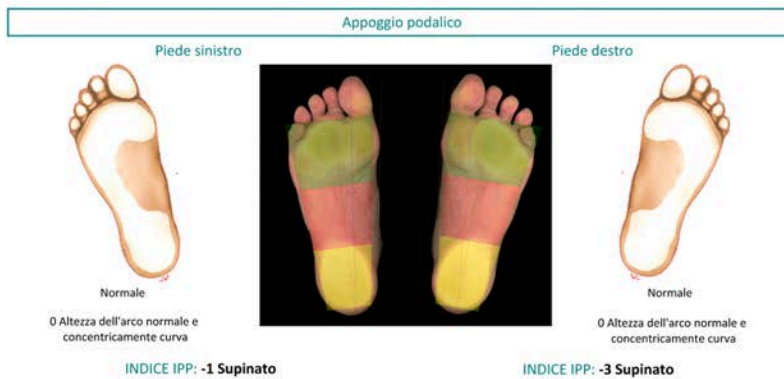 Appoggio podalico
Piede sinistro
Piede destro
Normale
0 Altezza dell'arco normale e
concentricamente curva
INDICE IPP: -1 Supinato
Normale
0 Altezza dell'arco normale e
concentricamente curva
INDICE IPP: -3 Supinato